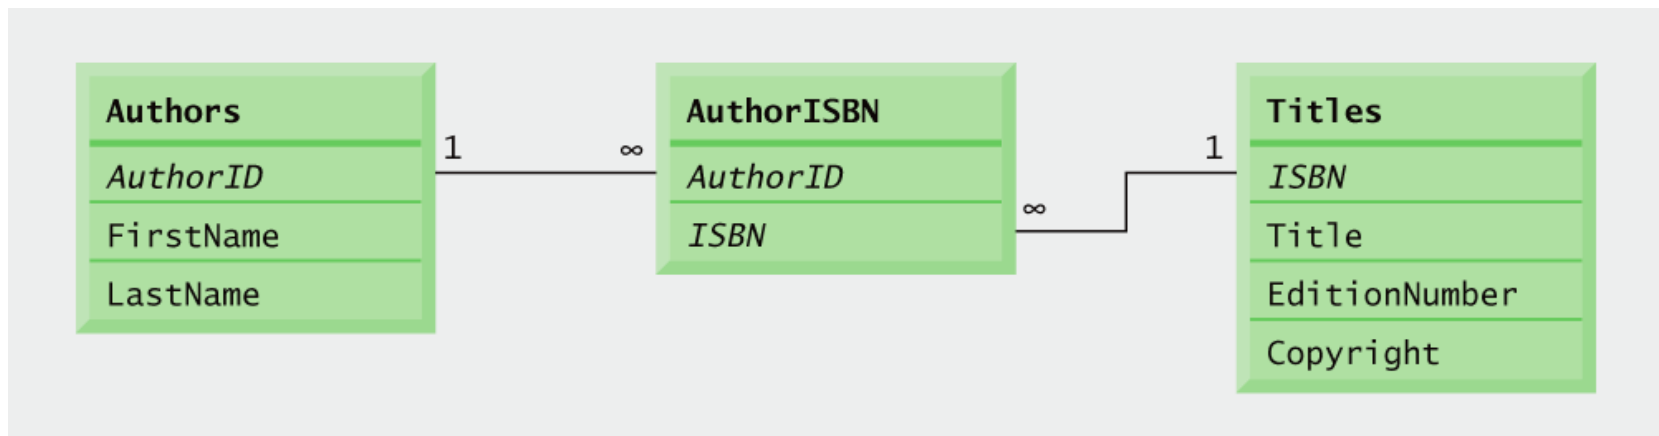 Authors
AuthorID
FirstName
LastName
1
∞
AuthorISBN
AuthorID
ISBN
∞
1
Titles
ISBN
Title
EditionNumber
Copyright